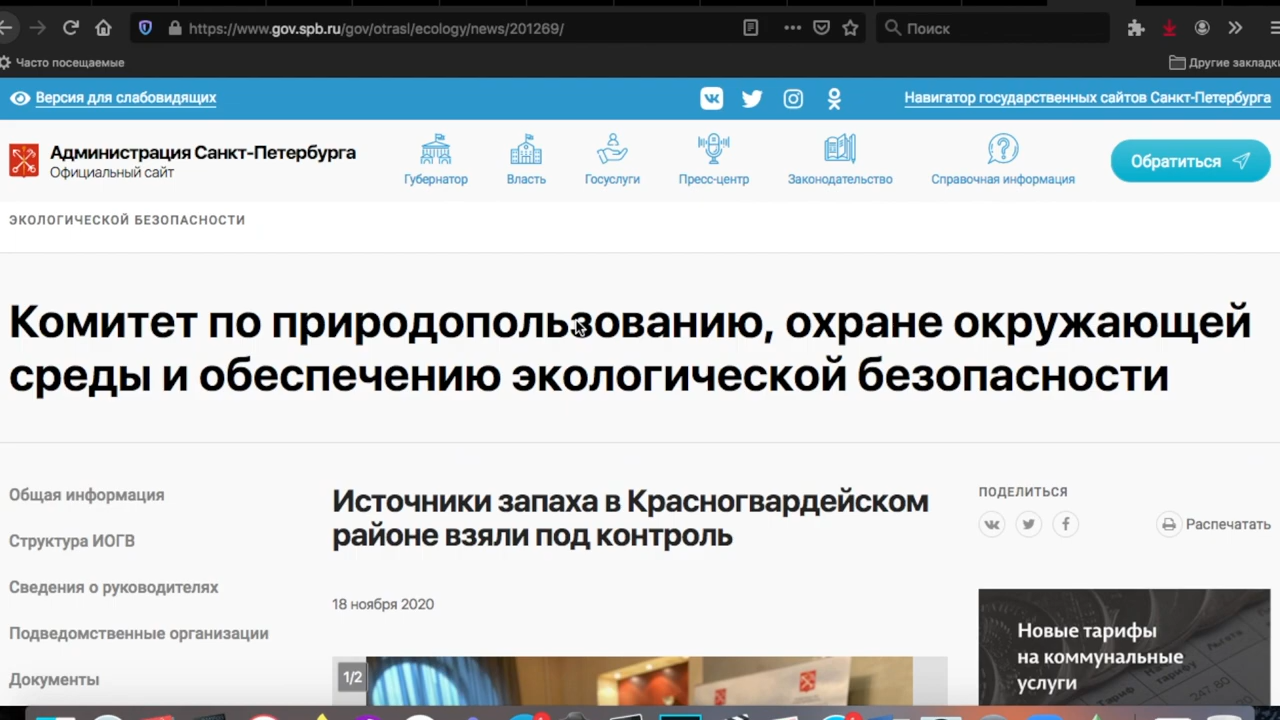 https://www.gov.spb.ru/gov/otrasl/ecology/news/201269/
Поиск
Часто посещаемые
Другие закладки
Версия для слабовидящих
Навигатор государственных сайтов Санкт-Петербурга
Администрация Санкт-Петербурга
Официальный сайт
Губернатор
Власть
Госуслуги
Пресс-центр
Законодательство
Справочная информация
Обратиться
ЭКОЛОГИЧЕСКОЙ БЕЗОПАСНОСТИ
Комитет по природопользованию, охране окружающей
среды и обеспечению экологической безопасности
Общая информация
Структура ИОГВ
Сведения о руководителях
Подведомственные организации
Документы
Источники запаха в Красногвардейском
районе взяли под контроль
18 ноября 2020
1/2
ПОДЕЛИТЬСЯ
Распечатать
Новые тарифы
на коммунальные
услуги